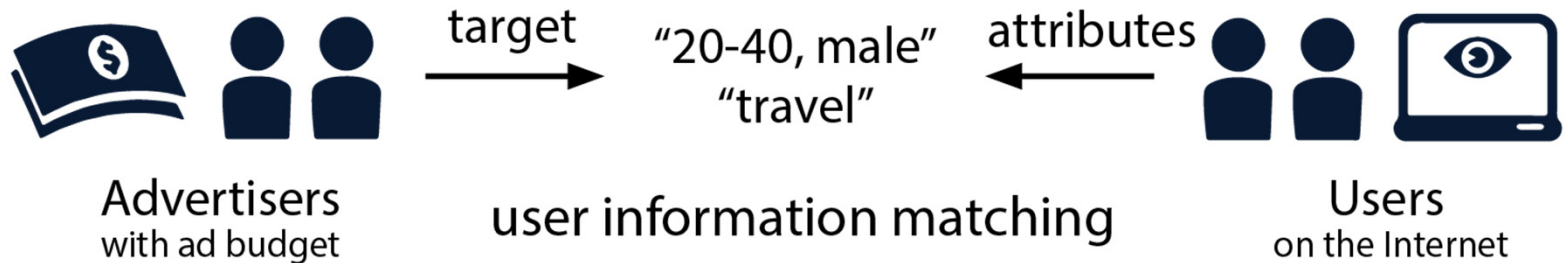 target
“20-40, male”
“travel”
attributes
Advertisers
with ad budget
user information matching
Users
on the Internet